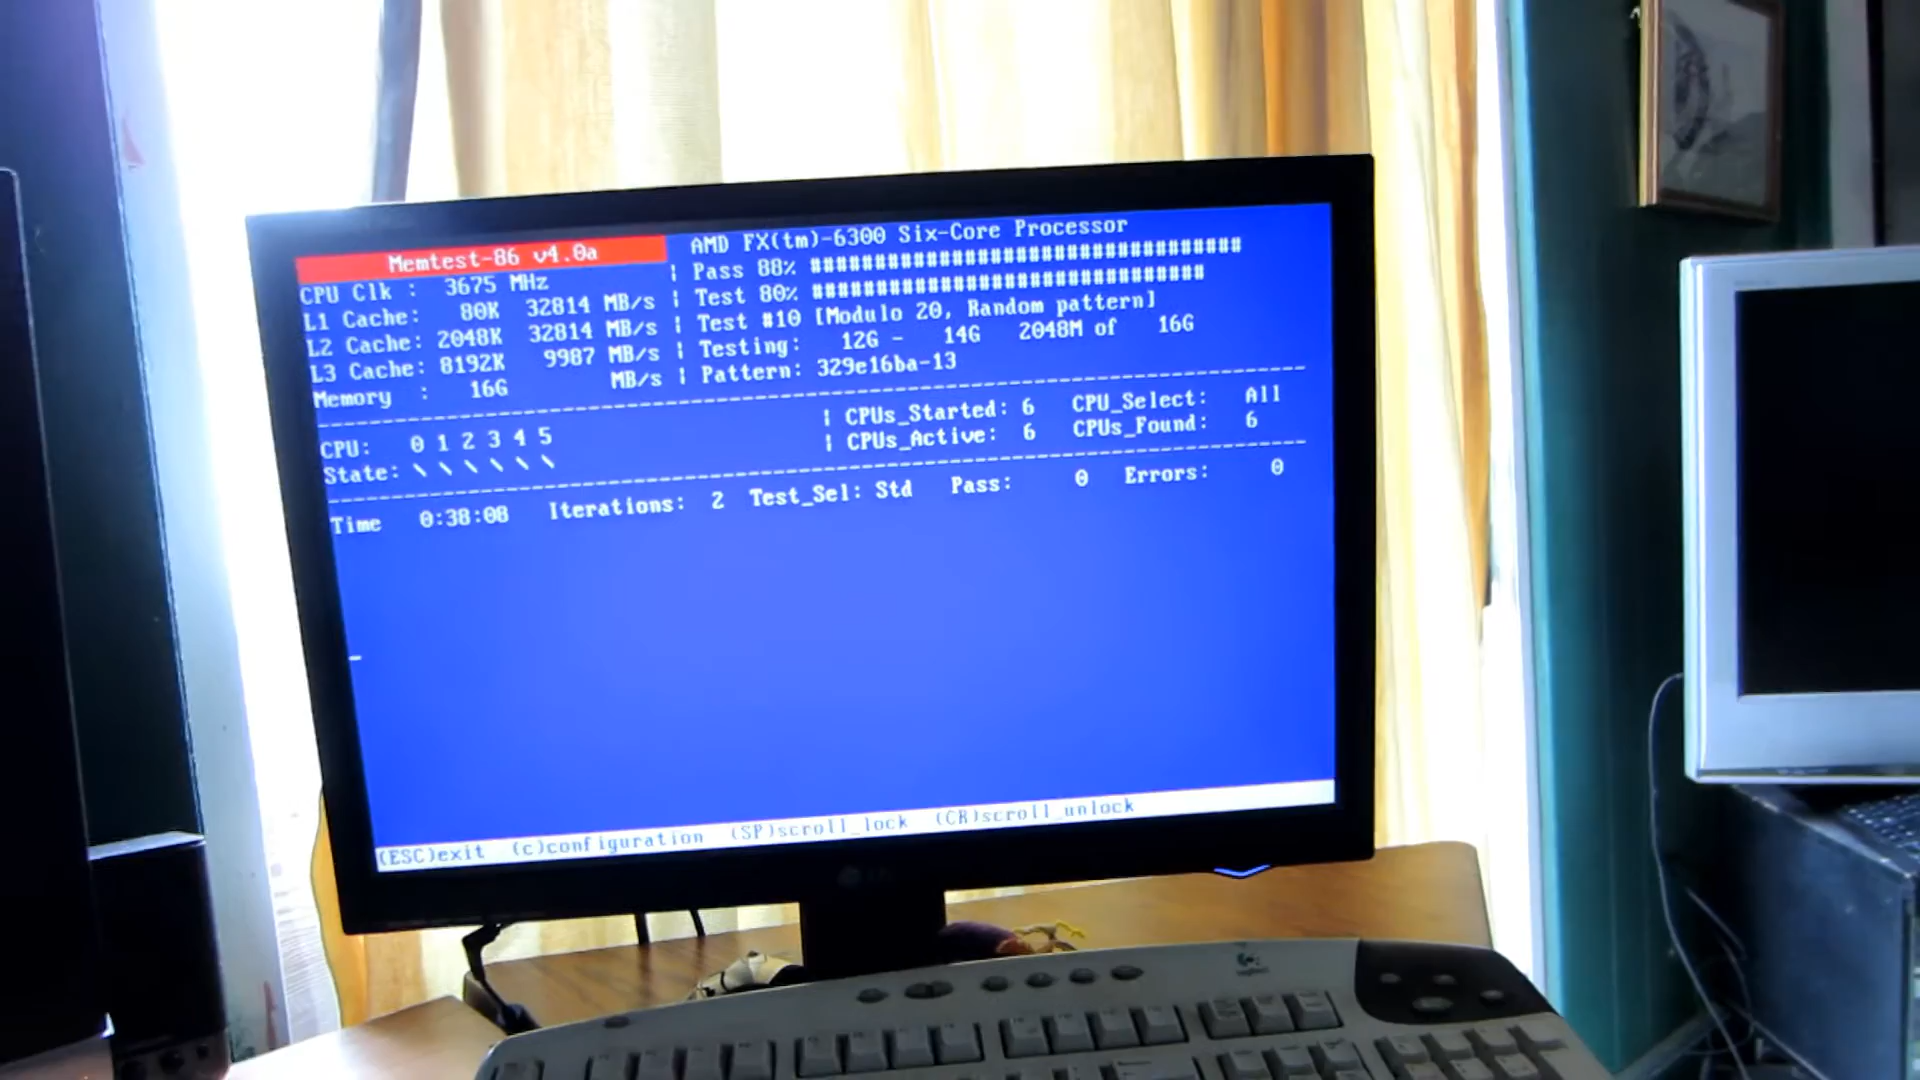 Memtest-86 v4.0a
AMD FX(tm)-6300 Six-Core Processor
CPU Clk : 3675 MHz | Pass 88% ##################################
L1 Cache: 80K 32814 MB/s | Test 80% ###############################
L2 Cache: 2048K 32814 MB/s | Test #10 [Modulo 20, Random pattern]
L3 Cache: 8192K 9987 MB/s | Testing: 12G - 14G 2048M of 16G
Memory : 16G MB/s | Pattern: 329e16ba-13
CPU: 0 1 2 3 4 5 | CPUs_Started: 6 CPU_Select: All
State: \ \ \ \ \ \ | CPUs_Active: 6 CPUs_Found: 6
Time 0:38:08 Iterations: 2 Test_Sel: Std Pass: 0 Errors: 0
(ESC)exit (c)configuration (SP)scroll_lock (CR)scroll_unlock